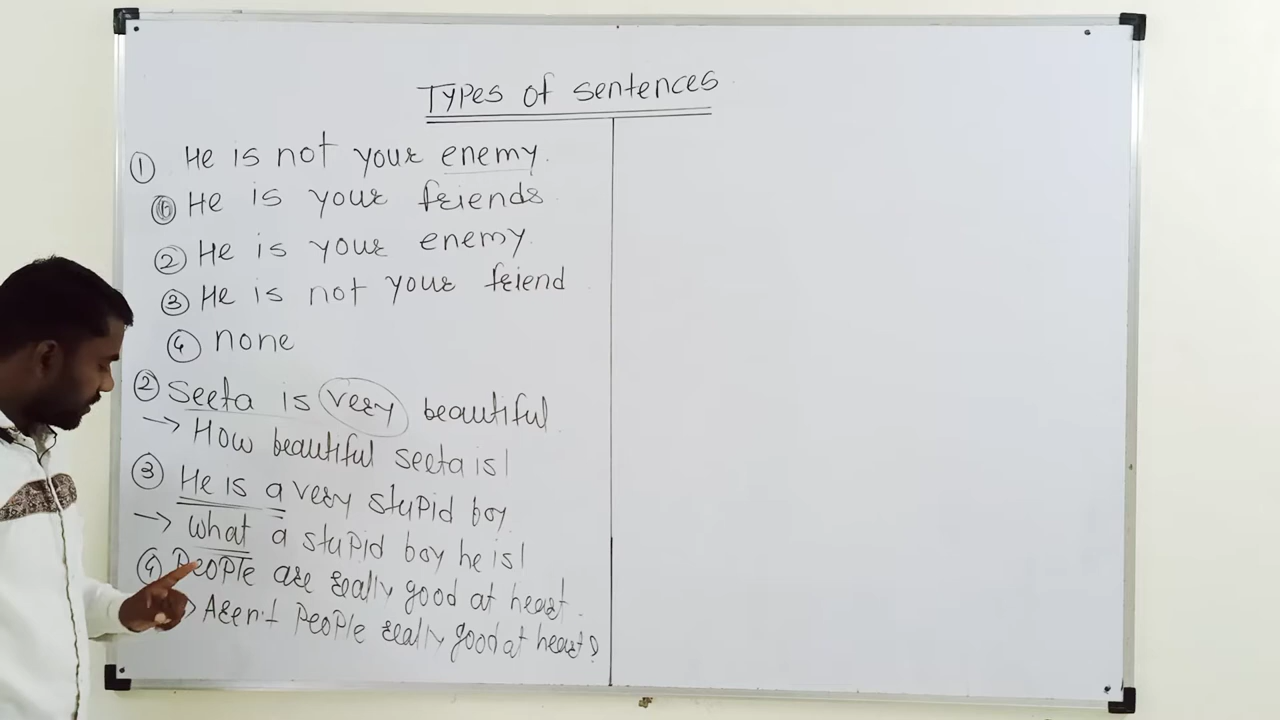 Types of sentences
① He is not your enemy.
① He is your friends
② He is your enemy.
③ He is not your friend
④ none
② Seeta is very beautiful.
→ How beautiful seeta is!
③ He is a very stupid boy.
→ what a stupid boy he is!
④ People are really good at heart.
Aren't people really good at heart?